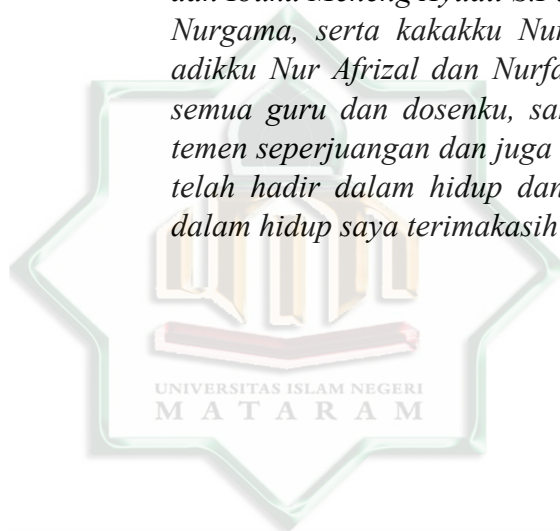 Nurgama, serta kakakku Nur
adikku Nur Afrizal dan Nurfa
semua guru dan dosenku, sa
temen seperjuangan dan juga
telah hadir dalam hidup dan
dalam hidup saya terimakasih
UNIVERSITAS ISLAM NEGERI
MATARAM